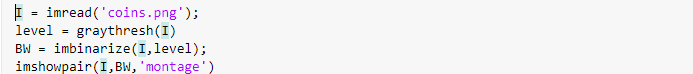 I = imread('coins.png');
level = graythresh(I)
BW = imbinarize(I,level);
imshowpair(I,BW,'montage')